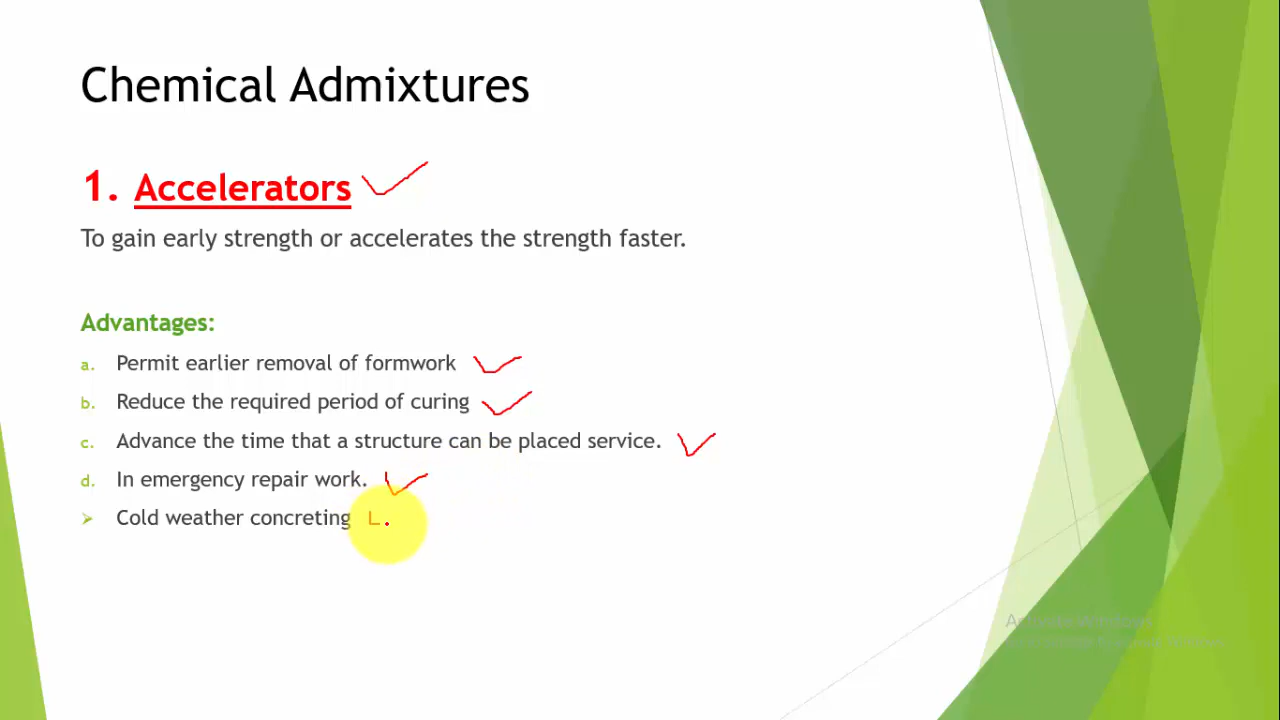 Chemical Admixtures
1. Accelerators
To gain early strength or accelerates the strength faster.
Advantages:
a. Permit earlier removal of formwork
b. Reduce the required period of curing
c. Advance the time that a structure can be placed service.
d. In emergency repair work.
Cold weather concreting
Activate Windows